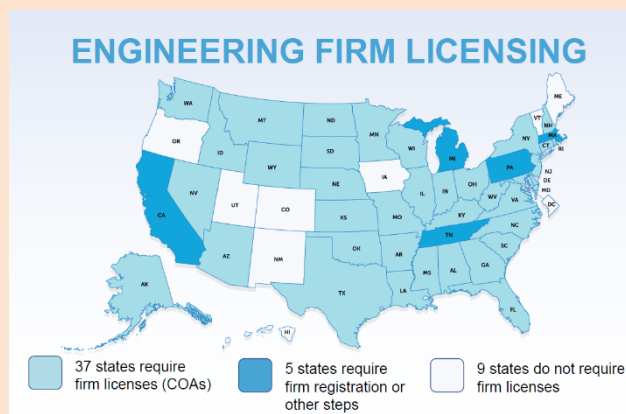 ENGINEERING FIRM LICENSING
WA
OR
CA
NV
ID
MT
WY
UT
CO
AZ
NM
ND
SD
NE
KS
OK
TX
MN
IA
MO
AR
LA
WI
IL
IN
MI
OH
KY
TN
MS
AL
GA
FL
SC
NC
VA
WV
PA
NY
VT
NH
ME
MA
CT
RI
NJ
DE
MD
DC
AK
HI
37 states require
firm licenses (COAs)
5 states require
firm registration or
other steps
9 states do not require
firm licenses